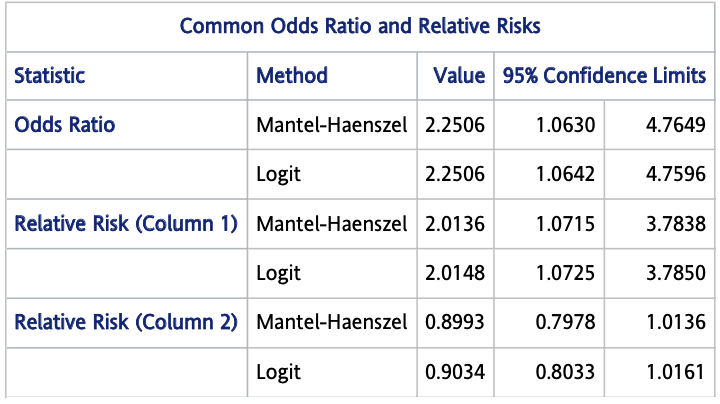 Common Odds Ratio and Relative Risks
Statistic Method Value 95% Confidence Limits
Odds Ratio Mantel-Haenszel 2.2506 1.0630 4.7649
Logit 2.2506 1.0642 4.7596
Relative Risk (Column 1) Mantel-Haenszel 2.0136 1.0715 3.7838
Logit 2.0148 1.0725 3.7850
Relative Risk (Column 2) Mantel-Haenszel 0.8993 0.7978 1.0136
Logit 0.9034 0.8033 1.0161